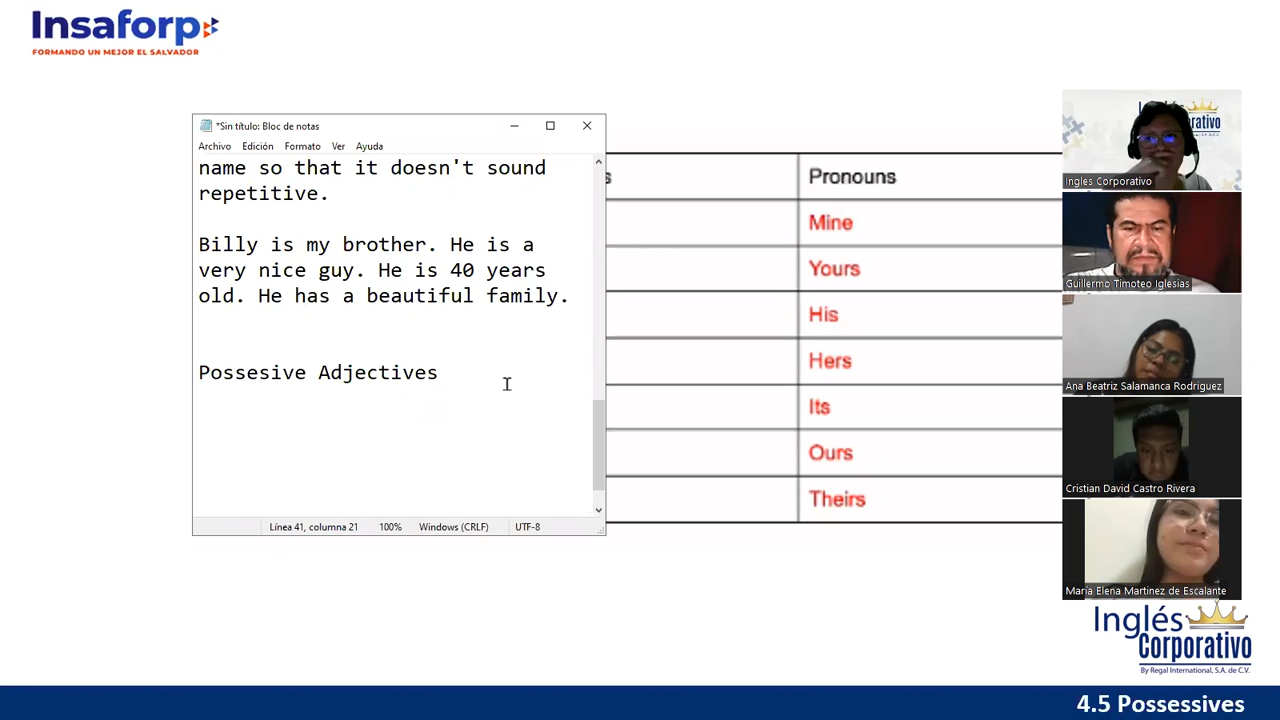 Insaforp
FORMANDO UN MEJOR EL SALVADOR
*Sin título: Bloc de notas
Archivo Edición Formato Ver Ayuda
name so that it doesn't sound
repetitive.
Billy is my brother. He is a
very nice guy. He is 40 years
old. He has a beautiful family.
Possesive Adjectives
Línea 41, columna 21 100% Windows (CRLF) UTF-8
s
Pronouns
Mine
Yours
His
Hers
Its
Ours
Theirs
Ingles Corporativo
Guillermo Timoteo Iglesias
Ana Beatriz Salamanca Rodriguez
Cristian David Castro Rivera
María Elena Martinez de Escalante
Inglés
Corporativo
By Regal International, S.A. de C.V.
4.5 Possessives